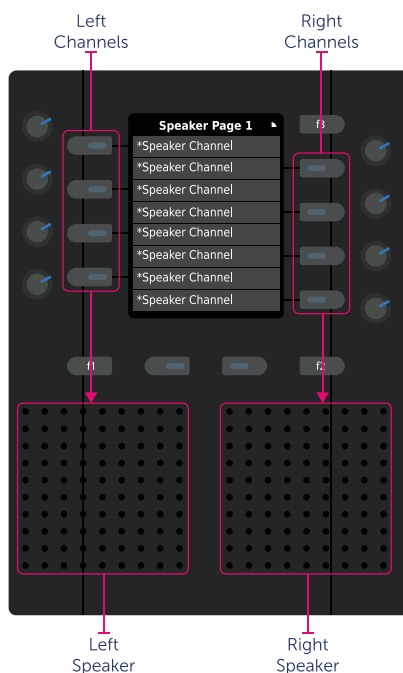 Left
Channels
Right
Channels
Speaker Page 1
f3
*Speaker Channel
*Speaker Channel
*Speaker Channel
*Speaker Channel
*Speaker Channel
*Speaker Channel
*Speaker Channel
*Speaker Channel
f1
f2
Left
Speaker
Right
Speaker